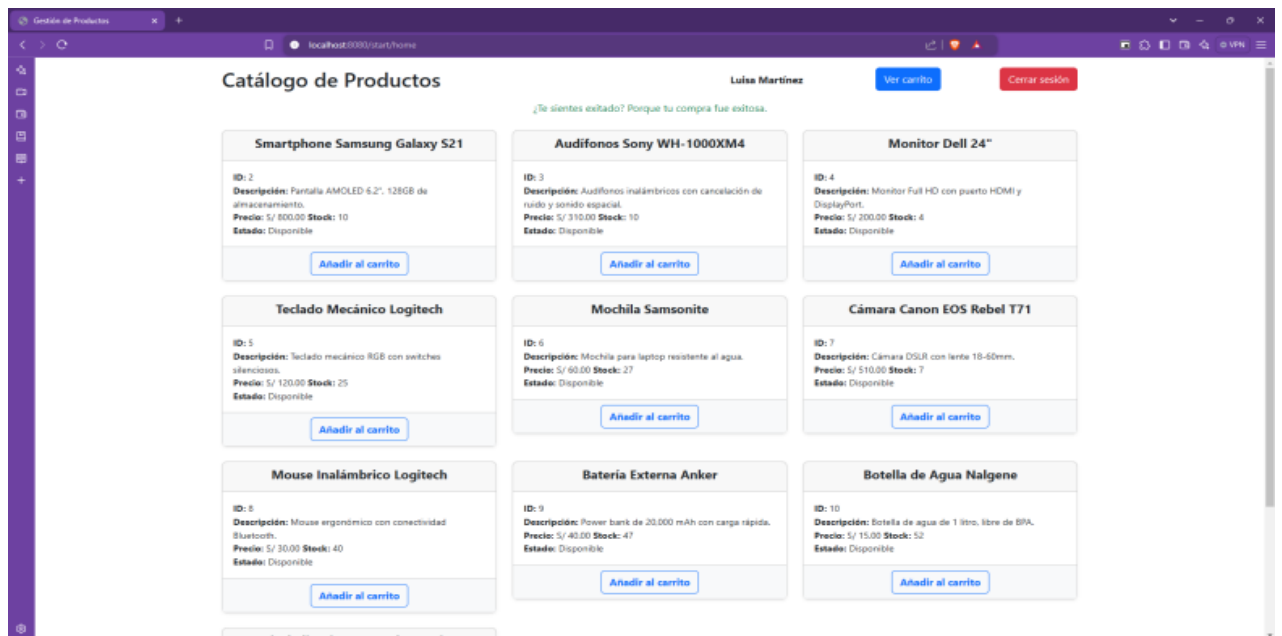 Gestión de Productos
localhost:8080/start/home
VPN
Catálogo de Productos
Luisa Martínez
Ver carrito
Cerrar sesión
¿Te sientes exitado? Porque tu compra fue exitosa.
Smartphone Samsung Galaxy S21
ID: 2
Descripción: Pantalla AMOLED 6.2", 128GB de
almacenamiento.
Precio: S/ 800.00 Stock: 10
Estado: Disponible
Añadir al carrito
Audífonos Sony WH-1000XM4
ID: 3
Descripción: Audífonos inalámbricos con cancelación de
ruido y sonido espacial.
Precio: S/ 310.00 Stock: 10
Estado: Disponible
Añadir al carrito
Monitor Dell 24"
ID: 4
Descripción: Monitor Full HD con puerto HDMI y
DisplayPort.
Precio: S/ 200.00 Stock: 4
Estado: Disponible
Añadir al carrito
Teclado Mecánico Logitech
ID: 5
Descripción: Teclado mecánico RGB con switches
silenciosos.
Precio: S/ 120.00 Stock: 25
Estado: Disponible
Añadir al carrito
Mochila Samsonite
ID: 6
Descripción: Mochila para laptop resistente al agua.
Precio: S/ 60.00 Stock: 27
Estado: Disponible
Añadir al carrito
Cámara Canon EOS Rebel T71
ID: 7
Descripción: Cámara DSLR con lente 18-60mm.
Precio: S/ 510.00 Stock: 7
Estado: Disponible
Añadir al carrito
Mouse Inalámbrico Logitech
ID: 8
Descripción: Mouse ergonómico con conectividad
Bluetooth.
Precio: S/ 30.00 Stock: 40
Estado: Disponible
Añadir al carrito
Batería Externa Anker
ID: 9
Descripción: Power bank de 20,000 mAh con carga rápida.
Precio: S/ 40.00 Stock: 47
Estado: Disponible
Añadir al carrito
Botella de Agua Nalgene
ID: 10
Descripción: Botella de agua de 1 litro, libre de BPA.
Precio: S/ 15.00 Stock: 52
Estado: Disponible
Añadir al carrito